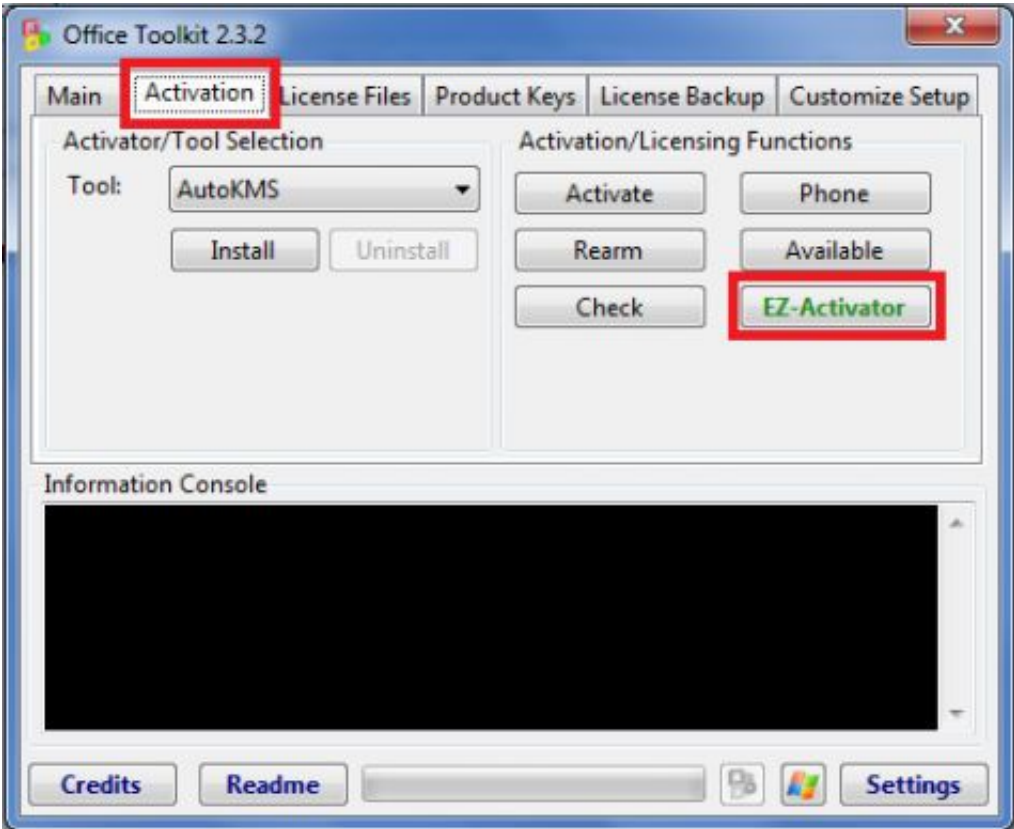 Office Toolkit 2.3.2
Main Activation License Files Product Keys License Backup Customize Setup
Activator/Tool Selection
Tool: AutoKMS
Install Uninstall
Activation/Licensing Functions
Activate Phone
Rearm Available
Check EZ-Activator
Information Console
Credits Readme Settings